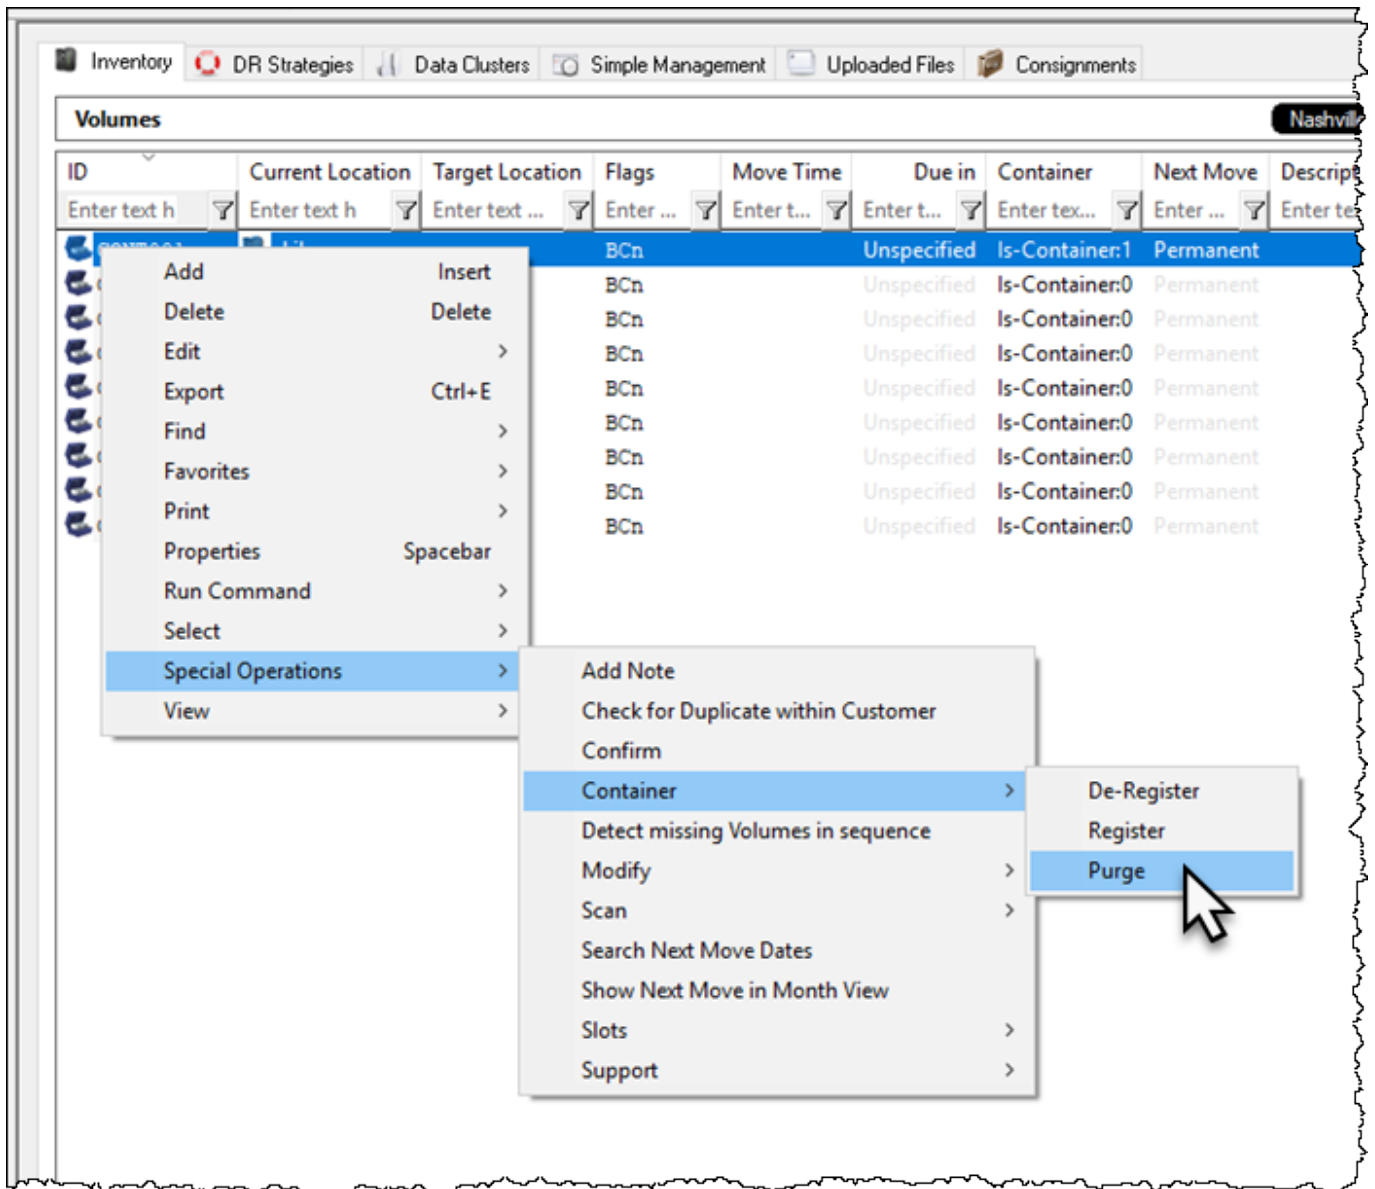 Inventory DR Strategies Data Clusters Simple Management Uploaded Files Consignments
Volumes
ID Current Location Target Location Flags Move Time Due in Container Next Move
Enter text h Enter text h Enter text ... Enter ... Enter t... Enter t... Enter tex... Enter ... Enter
BCn Unspecified Is-Container:1 Permanent
BCn Unspecified Is-Container:0 Permanent
BCn Unspecified Is-Container:0 Permanent
BCn Unspecified Is-Container:0 Permanent
BCn Unspecified Is-Container:0 Permanent
BCn Unspecified Is-Container:0 Permanent
BCn Unspecified Is-Container:0 Permanent
BCn Unspecified Is-Container:0 Permanent
BCn Unspecified Is-Container:0 Permanent
Add Insert
Delete Delete
Edit
Export Ctrl+E
Find
Favorites
Print
Properties Spacebar
Run Command
Select
Special Operations
View
Add Note
Check for Duplicate within Customer
Confirm
Container
Detect missing Volumes in sequence
Modify
Scan
Search Next Move Dates
Show Next Move in Month View
Slots
Support
De-Register
Register
Purge